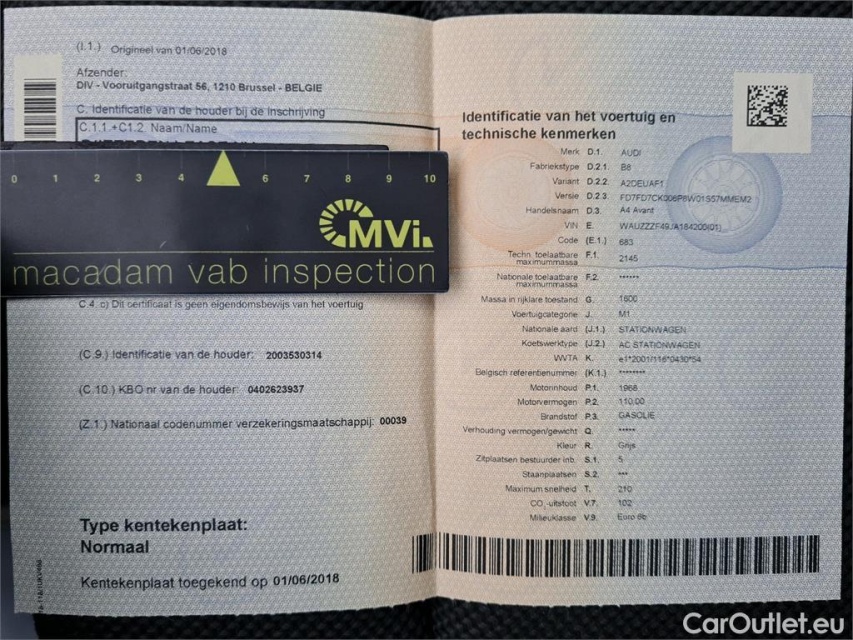 (I.1.) Origineel van 01/06/2018
Afzender:
DIV - Vooruitgangstraat 56, 1210 Brussel - BELGIE
C. Identificatie van de houder bij de inschrijving
C.1.1.+C1.2. Naam/Name
0 1 2 3 4 6 7 8 9 10
MVi.
macadam vab inspection
C.4. c) Dit certificaat is geen eigendomsbewijs van het voertuig
(C.9.) Identificatie van de houder: 2003530314
(C.10.) KBO nr van de houder: 0402623937
(Z.1.) Nationaal codenummer verzekeringsmaatschappij: 00039
Type kentekenplaat:
Normaal
Kentekenplaat toegekend op 01/06/2018
Identificatie van het voertuig en
technische kenmerken
Merk D.1. AUDI
Fabriekstype D.2.1. B8
Variant D.2.2. A2DEUAF1
Versie D.2.3. FD7FD7CK006P8W01S57MMEM2
Handelsnaam D.3. A4 Avant
VIN E. WAUZZZF49JA184200(01)
Code (E.1.) 683
Techn. toelaatbare
maximummassa F.1. 2145
Nationale toelaatbare
maximummassa F.2. ******
Massa in rijklare toestand G. 1600
Voertuigcategorie J. M1
Nationale aard (J.1.) STATIONWAGEN
Koetswerktype (J.2.) AC STATIONWAGEN
WVTA K. e1*2001/116*0430*54
Belgisch referentienummer (K.1.) ********
Motorinhoud P.1. 1968
Motorvermogen P.2. 110.00
Brandstof P.3. GASOLIE
Verhouding vermogen/gewicht Q. *****
Kleur R. Grijs
Zitplaatsen bestuurder inb. S.1. 5
Staanplaatsen S.2. ***
Maximum snelheid T. 210
CO₂-uitstoot V.7. 102
Milieuklasse V.9. Euro 6b
CarOutlet.eu